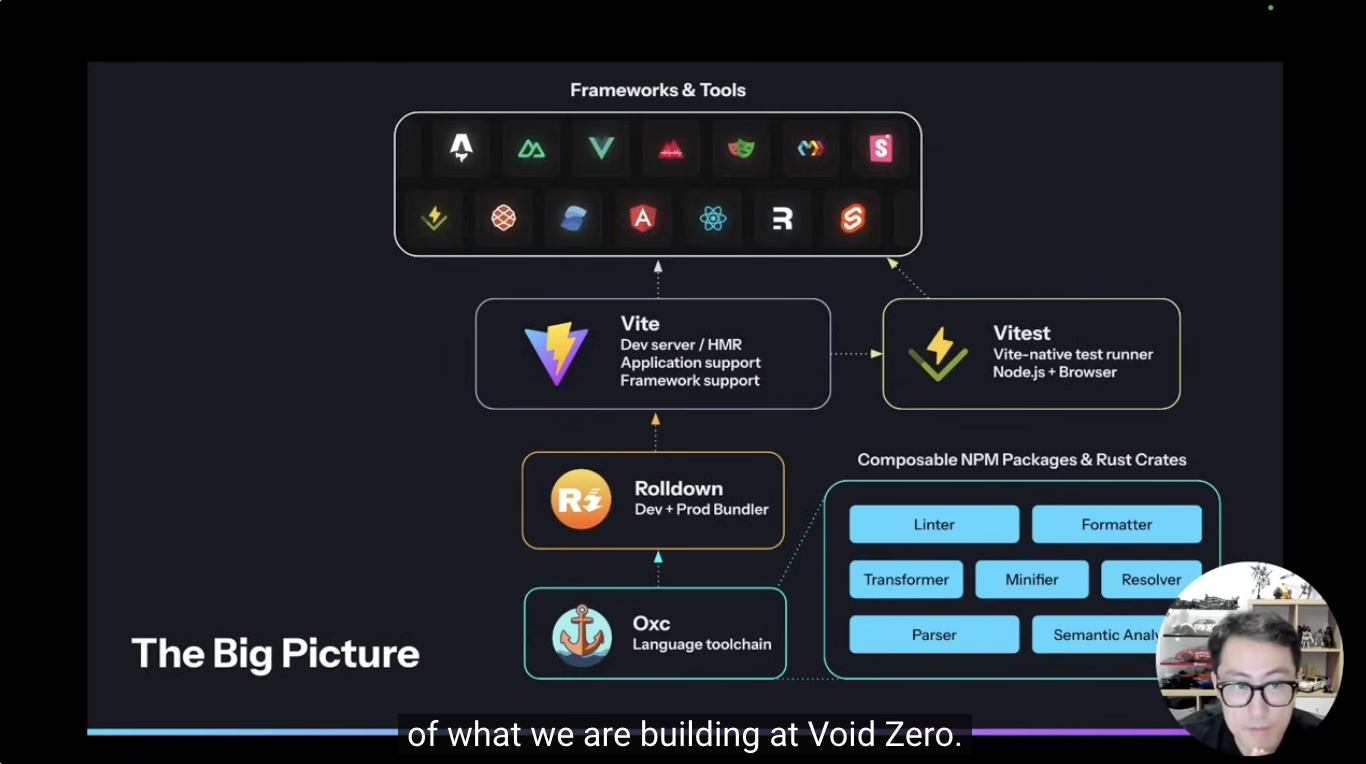 Frameworks & Tools
S
A
Vite
Dev server / HMR
Application support
Framework support
Vitest
Vite-native test runner
Node.js + Browser
Rolldown
Dev + Prod Bundler
Composable NPM Packages & Rust Crates
Linter
Formatter
Transformer
Minifier
Resolver
Parser
Semantic Analy
Oxc
Language toolchain
The Big Picture
of what we are building at Void Zero.